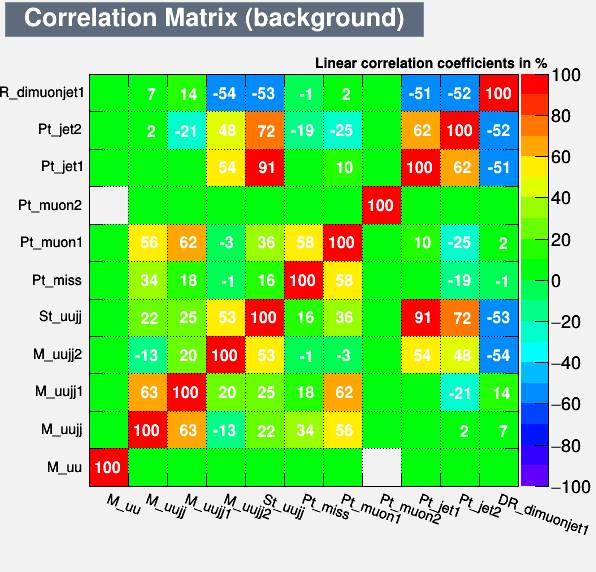 Correlation Matrix (background)
Linear correlation coefficients in %
R_dimuonjet1 7 14 -54 -53 -1 2 -51 -52 100
Pt_jet2 2 -21 48 72 -19 -25 62 100 -52
Pt_jet1 54 91 10 100 62 -51
Pt_muon2 100
Pt_muon1 56 62 -3 36 58 100 10 -25 2
Pt_miss 34 18 -1 16 100 58 -19 -1
St_uujj 22 25 53 100 16 36 91 72 -53
M_uujj2 -13 20 100 53 -1 -3 54 48 -54
M_uujj1 63 100 20 25 18 62 -21 14
M_uujj 100 63 -13 22 34 56 2 7
M_uu 100
M_uu M_uujj M_uujj1 M_uujj2 St_uujj Pt_miss Pt_muon1 Pt_muon2 Pt_jet1 Pt_jet2 DR_dimuonjet1
100
80
60
40
20
0
−20
−40
−60
−80
−100